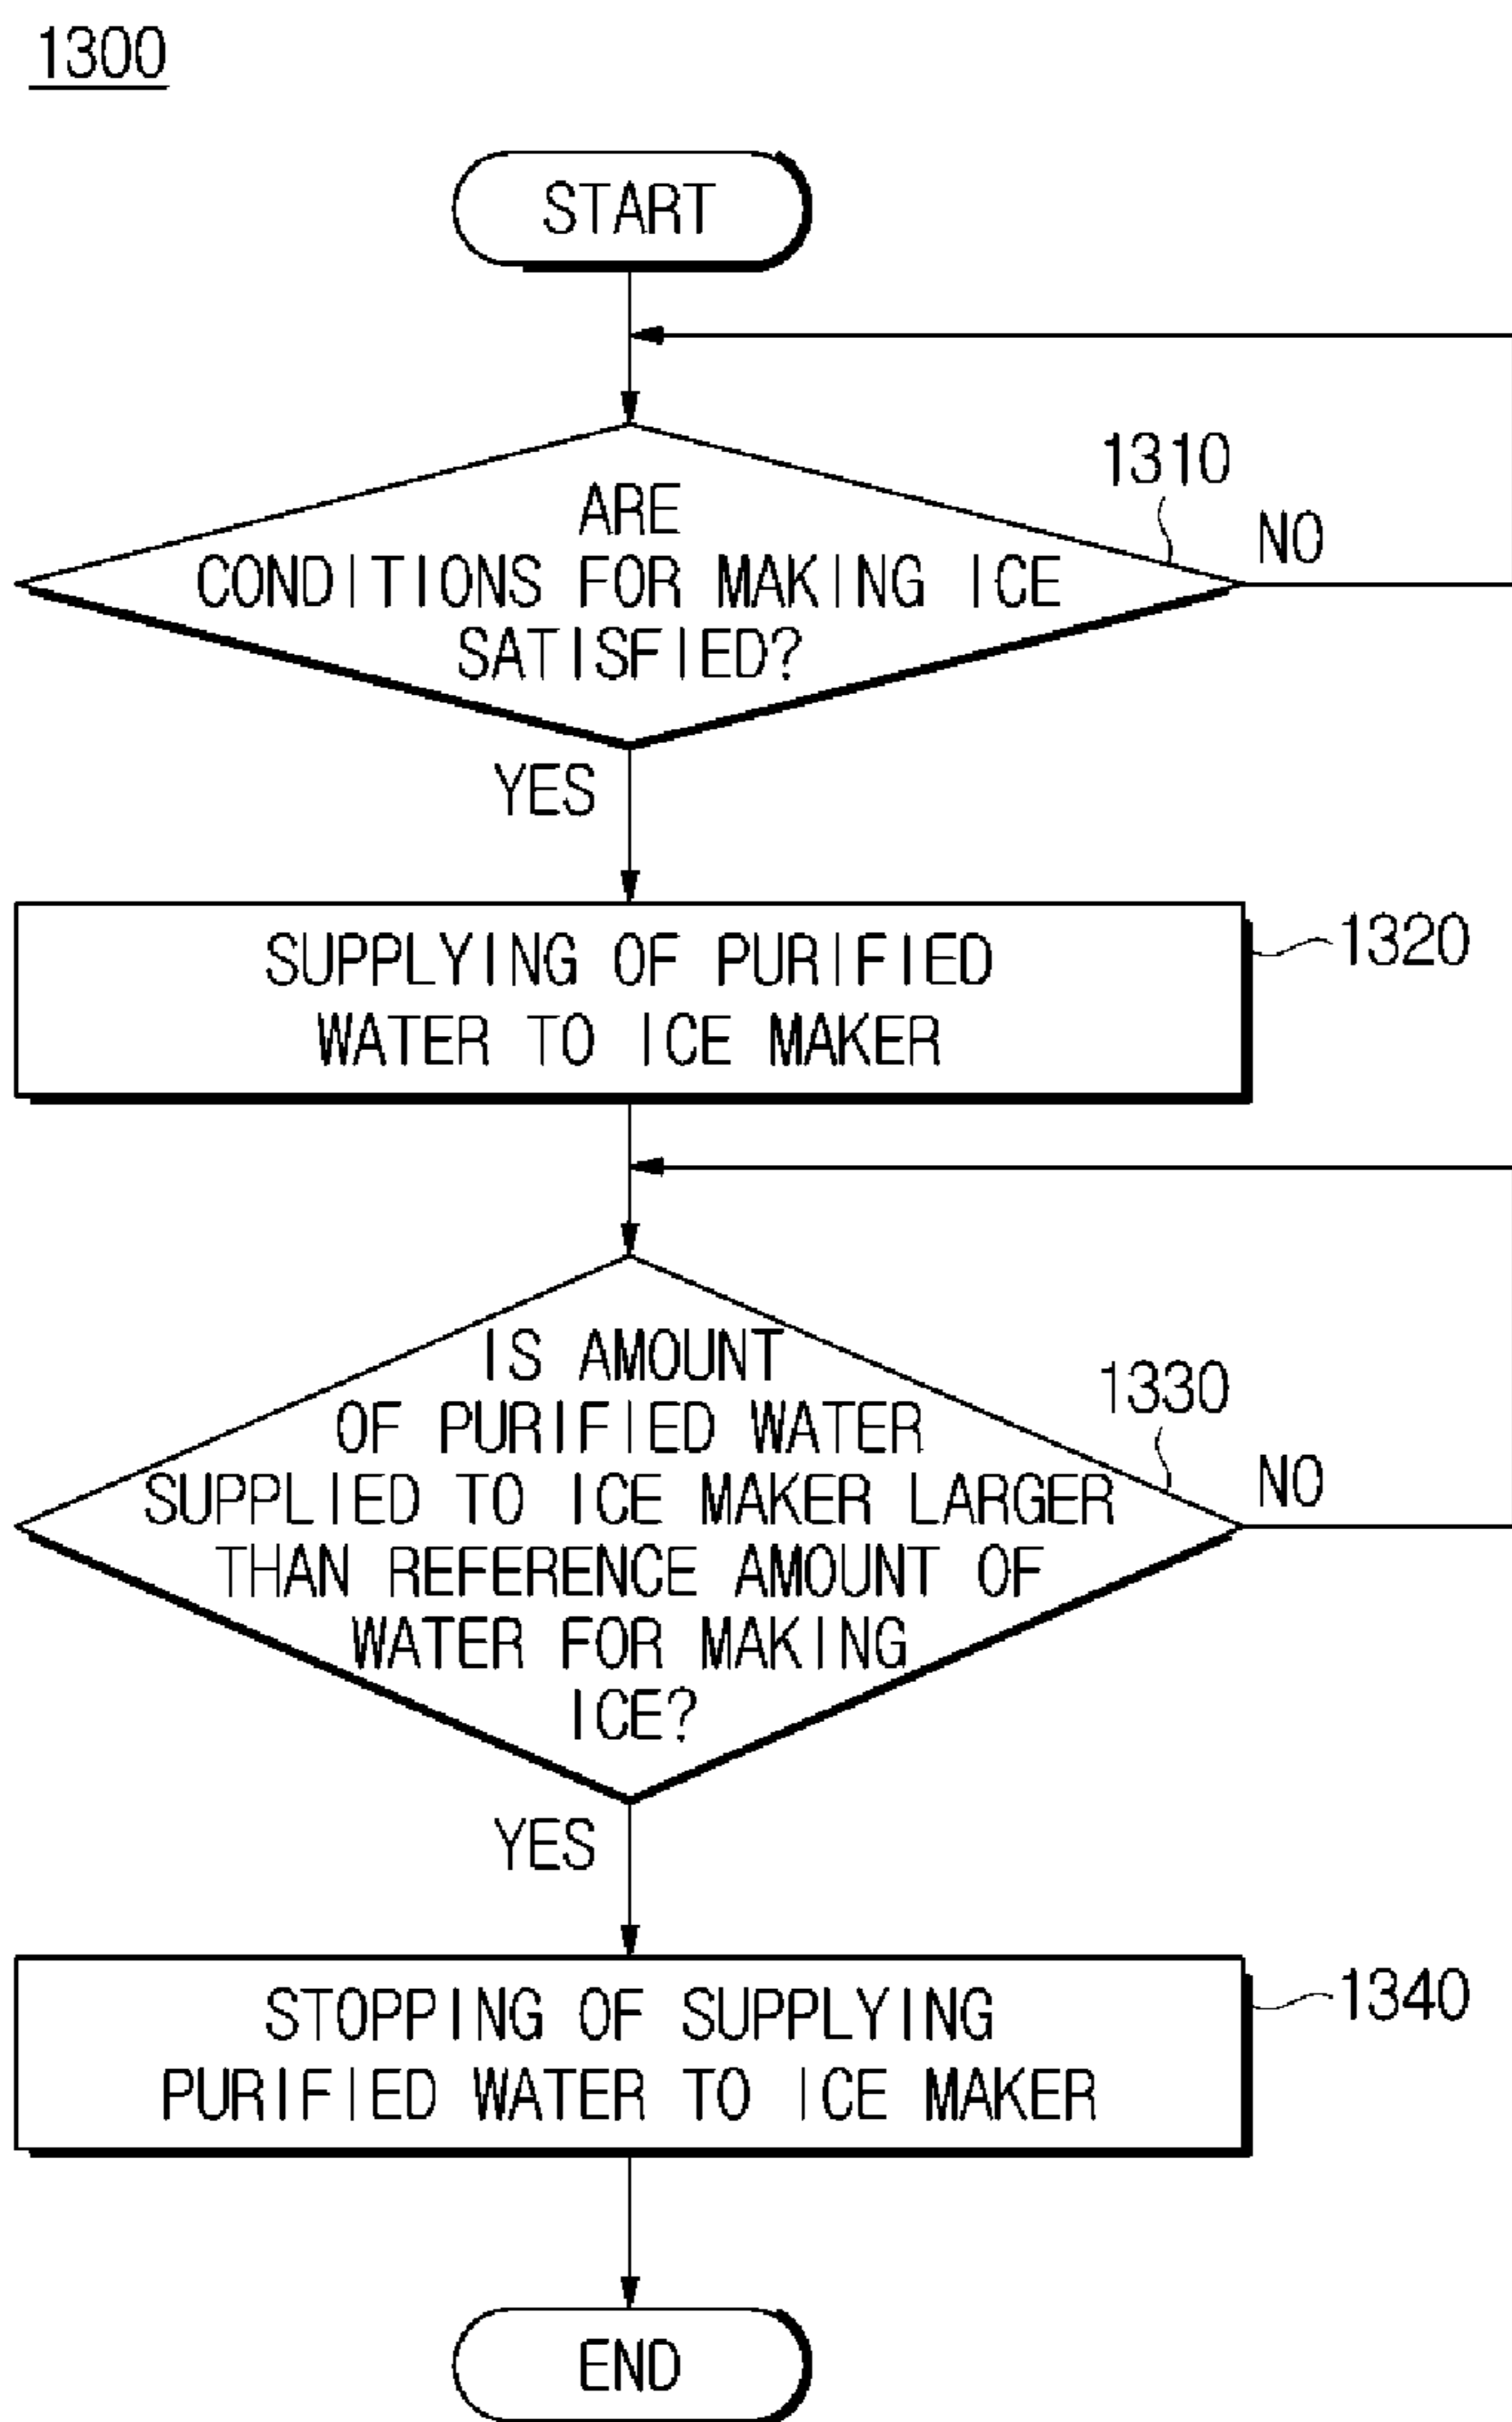 1300
START
1310
ARE
NO
CONDITIONS FOR MAKING ICE
SATISFIED?
YES
SUPPLYING OF PURIFIED
1320
WATER TO ICE MAKER
IS AMOUNT
1330
OF PURIFIED WATER
NO
SUPPLIED TO ICE MAKER LARGER
THAN REFERENCE AMOUNT OF
WATER FOR MAKING
ICE?
YES
STOPPING OF SUPPLYING
1340
PURIFIED WATER TO ICE MAKER
END